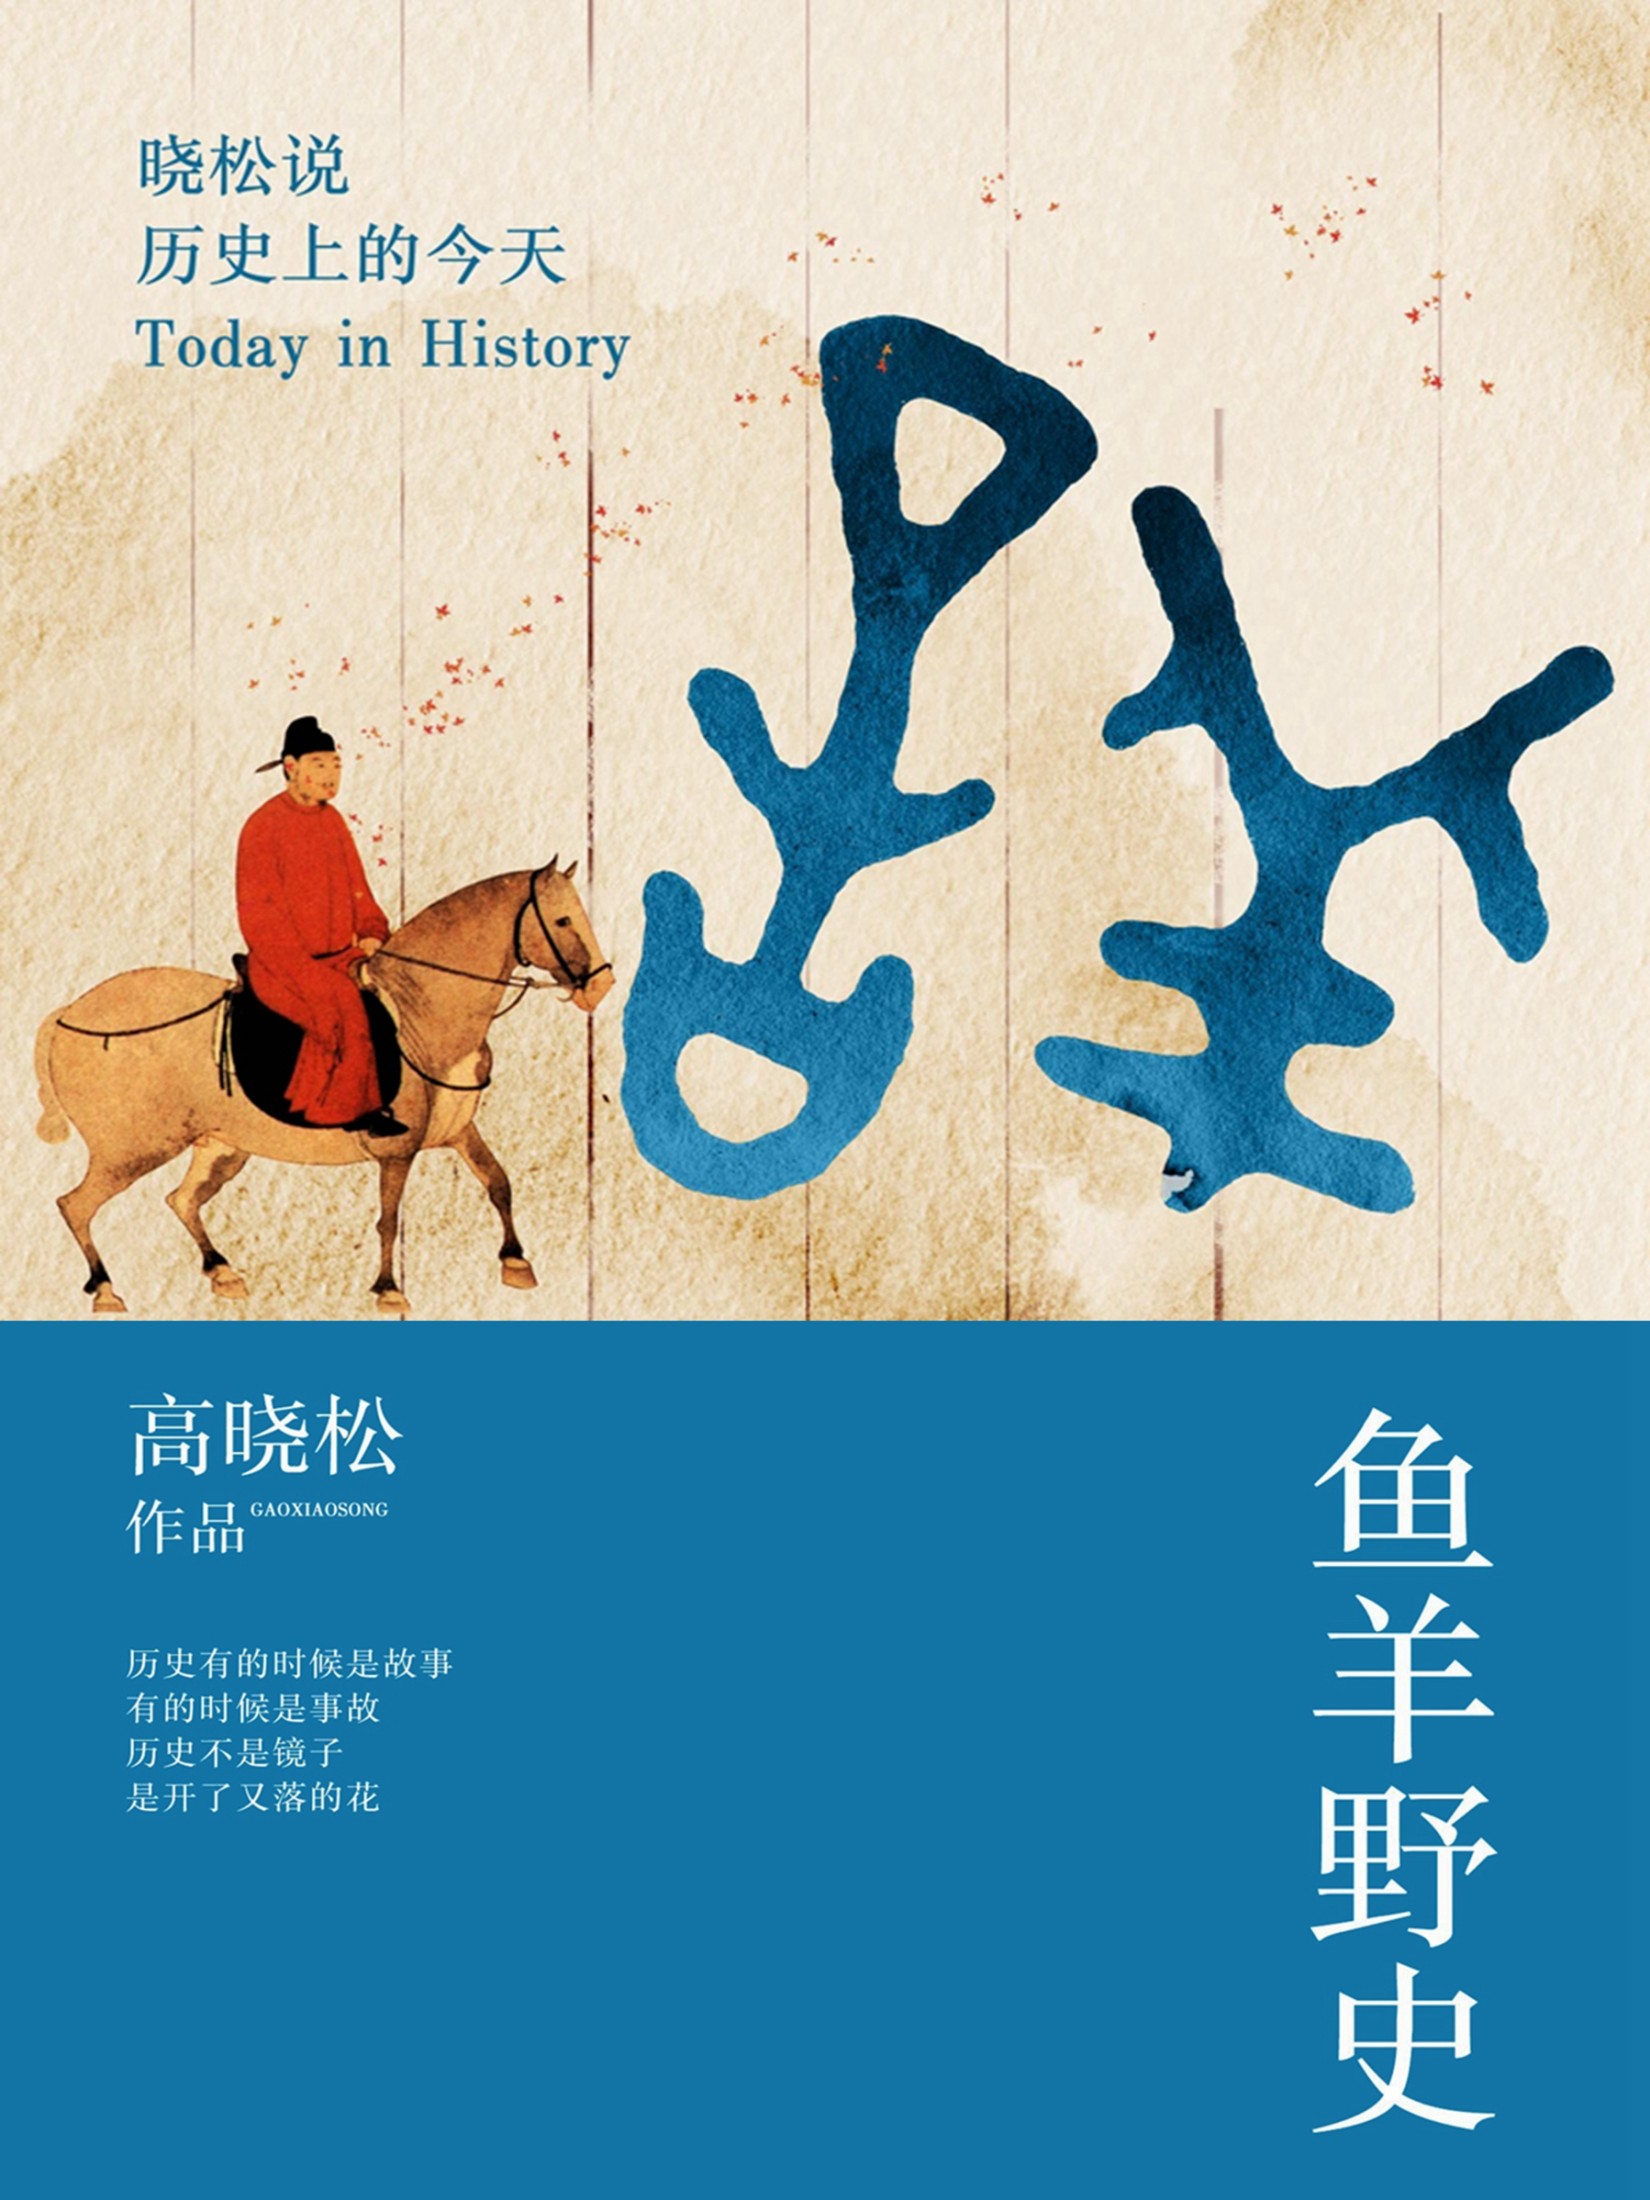 晓松说
历史上的今天
Today in History
高晓松
作品 GAOXIAOSONG
历史有的时候是故事
有的时候是事故
历史不是镜子
是开了又落的花
鱼羊野史